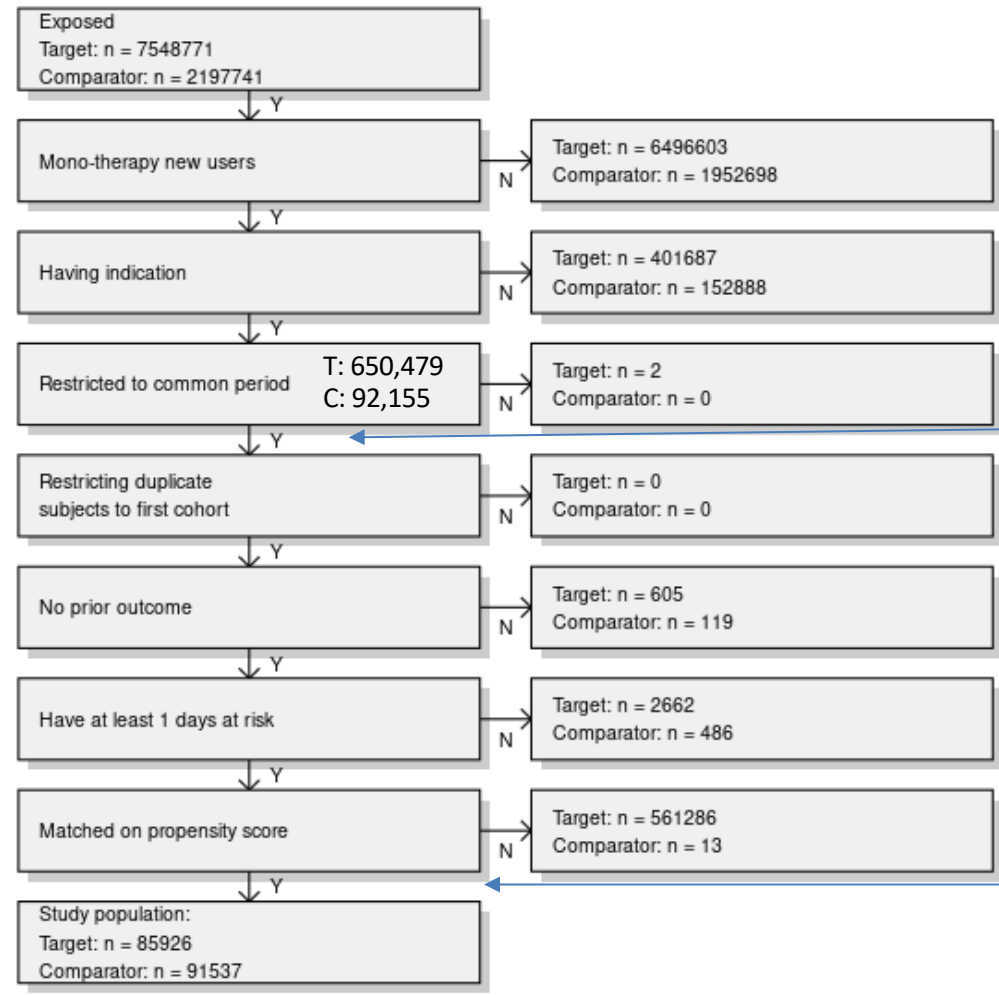 Exposed
Target: n = 7548771
Comparator: n = 2197741
Y
Mono-therapy new users
N
Target: n = 6496603
Comparator: n = 1952698
Y
Having indication
N
Target: n = 401687
Comparator: n = 152888
Y
Restricted to common period
T: 650,479
C: 92,155
N
Target: n = 2
Comparator: n = 0
Y
Restricting duplicate
subjects to first cohort
N
Target: n = 0
Comparator: n = 0
Y
No prior outcome
N
Target: n = 605
Comparator: n = 119
Y
Have at least 1 days at risk
N
Target: n = 2662
Comparator: n = 486
Y
Matched on propensity score
N
Target: n = 561286
Comparator: n = 13
Y
Study population:
Target: n = 85926
Comparator: n = 91537